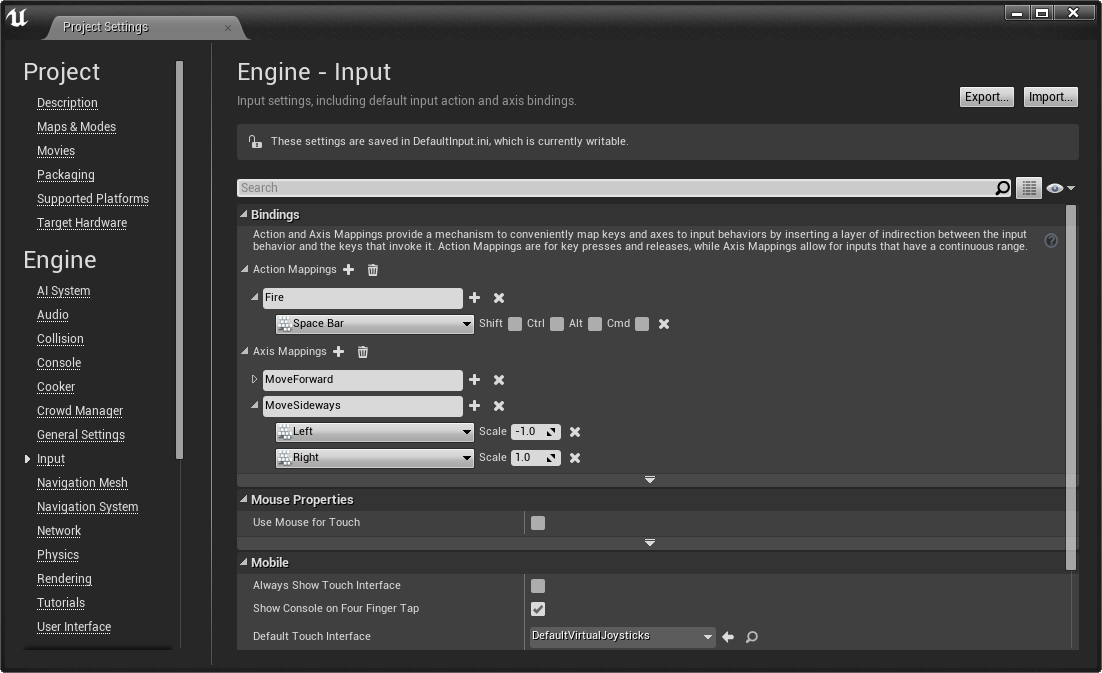 Project Settings
Project
Description
Maps & Modes
Movies
Packaging
Supported Platforms
Target Hardware
Engine
AI System
Audio
Collision
Console
Cooker
Crowd Manager
General Settings
Input
Navigation Mesh
Navigation System
Network
Physics
Rendering
Tutorials
User Interface
Engine - Input
Input settings, including default input action and axis bindings.
Export... Import...
These settings are saved in DefaultInput.ini, which is currently writable.
Search
Bindings
Action and Axis Mappings provide a mechanism to conveniently map keys and axes to input behaviors by inserting a layer of indirection between the input
behavior and the keys that invoke it. Action Mappings are for key presses and releases, while Axis Mappings allow for inputs that have a continuous range.
Action Mappings
Fire
Space Bar Shift Ctrl Alt Cmd
Axis Mappings
MoveForward
MoveSideways
Left Scale -1.0
Right Scale 1.0
Mouse Properties
Use Mouse for Touch
Mobile
Always Show Touch Interface
Show Console on Four Finger Tap
Default Touch Interface DefaultVirtualJoysticks